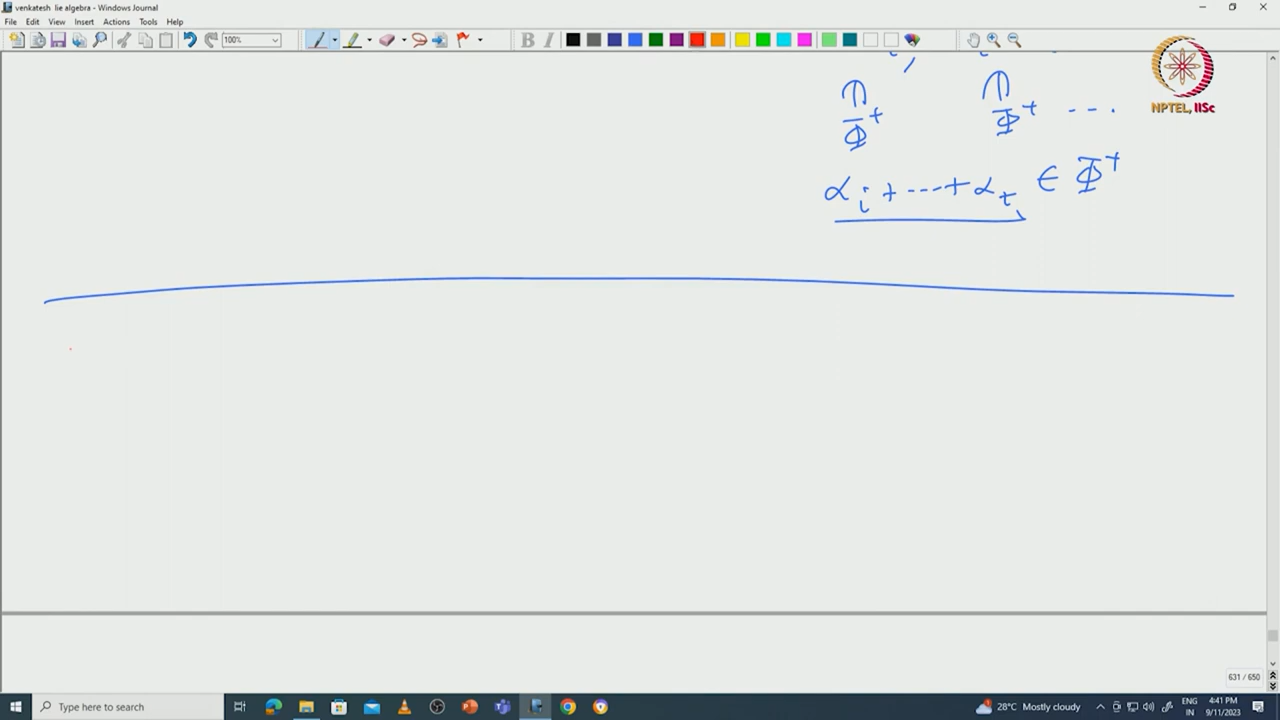 venkatesh lie algebra - Windows Journal
File Edit View Insert Actions Tools Help
100%
B I
NPTEL, IISc
Φ⁺ Φ⁺ ....
αᵢ + ---- + αₜ ∈ Φ⁺
631 / 650
Type here to search
28°C Mostly cloudy
ENG
IN
4:41 PM
9/11/2023